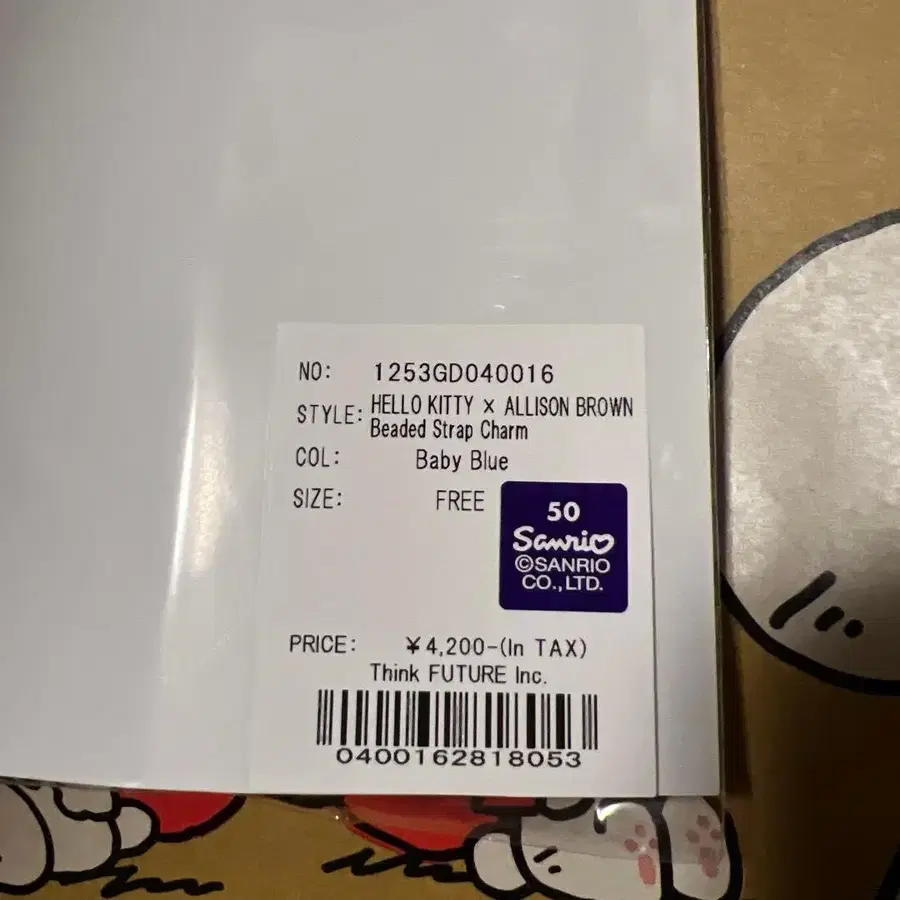 NO: 1253GD040016
STYLE: HELLO KITTY × ALLISON BROWN
Beaded Strap Charm
COL: Baby Blue
SIZE: FREE
50
Sanrio
©SANRIO
CO., LTD.
PRICE: ¥4,200-(In TAX)
Think FUTURE Inc.
0400162818053